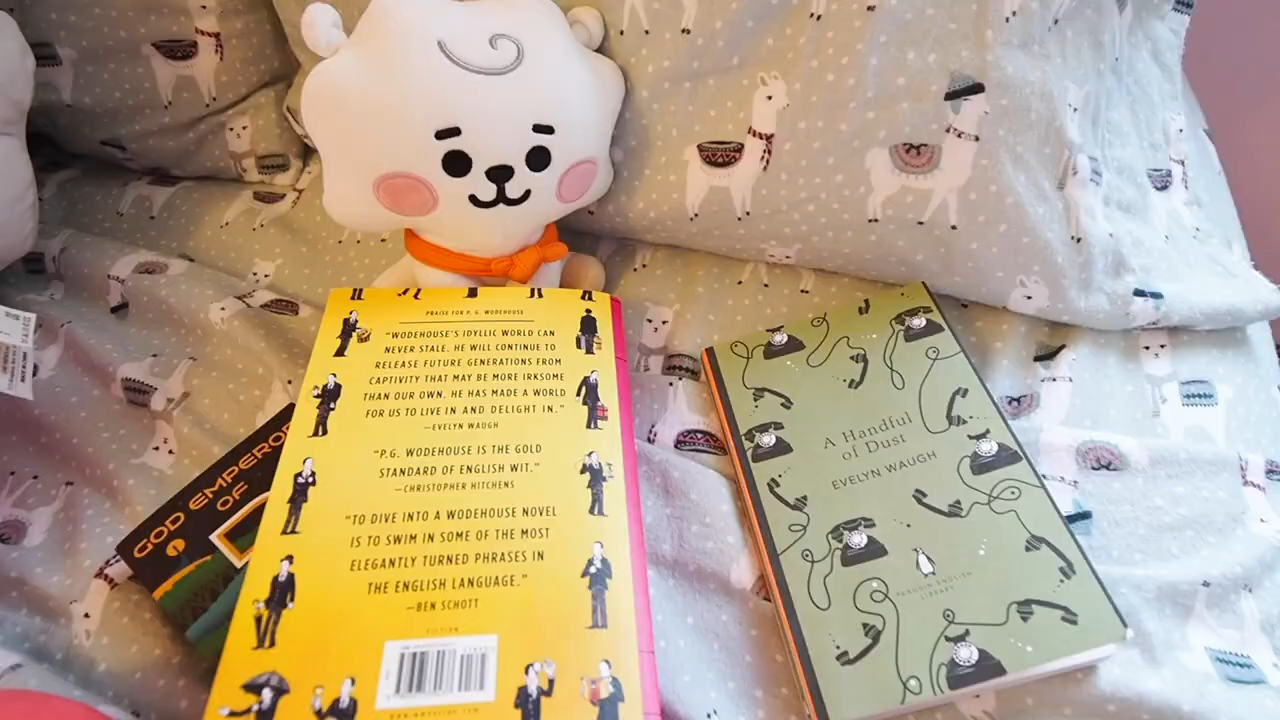 PRAISE FOR P. G. WODEHOUSE
"WODEHOUSE'S IDYLLIC WORLD CAN
NEVER STALE. HE WILL CONTINUE TO
RELEASE FUTURE GENERATIONS FROM
CAPTIVITY THAT MAY BE MORE IRKSOME
THAN OUR OWN. HE HAS MADE A WORLD
FOR US TO LIVE IN AND DELIGHT IN."
—EVELYN WAUGH
"P.G. WODEHOUSE IS THE GOLD
STANDARD OF ENGLISH WIT."
—CHRISTOPHER HITCHENS
"TO DIVE INTO A WODEHOUSE NOVEL
IS TO SWIM IN SOME OF THE MOST
ELEGANTLY TURNED PHRASES IN
THE ENGLISH LANGUAGE."
—BEN SCHOTT
FICTION
GOD EMPEROR
OF
A Handful
of Dust
EVELYN WAUGH
PENGUIN ENGLISH
LIBRARY